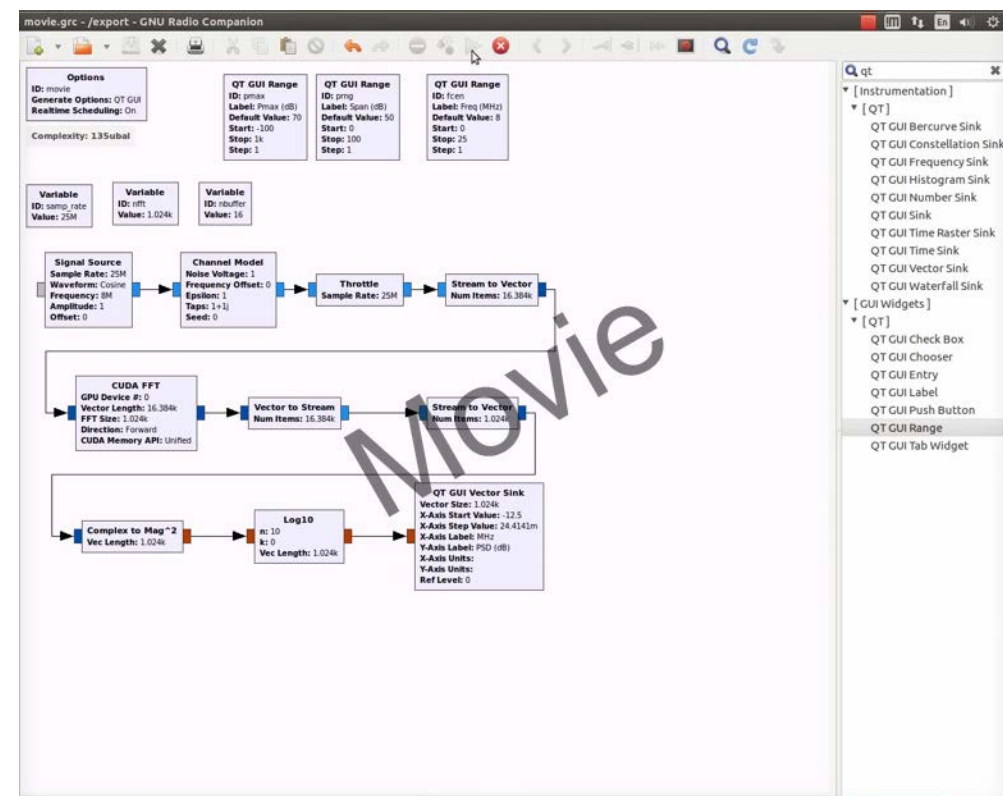 movie.grc - /export - GNU Radio Companion
En
Options
ID: movie
Generate Options: QT GUI
Realtime Scheduling: On
Complexity: 135ubal
QT GUI Range
ID: pmax
Label: Pmax (dB)
Default Value: 70
Start: -100
Stop: 1k
Step: 1
QT GUI Range
ID: prng
Label: Span (dB)
Default Value: 50
Start: 0
Stop: 100
Step: 1
QT GUI Range
ID: fcen
Label: Freq (MHz)
Default Value: 8
Start: 0
Stop: 25
Step: 1
Variable
ID: samp_rate
Value: 25M
Variable
ID: nfft
Value: 1.024k
Variable
ID: nbuffer
Value: 16
Signal Source
Sample Rate: 25M
Waveform: Cosine
Frequency: 8M
Amplitude: 1
Offset: 0
Channel Model
Noise Voltage: 1
Frequency Offset: 0
Epsilon: 1
Taps: 1+1j
Seed: 0
Throttle
Sample Rate: 25M
Stream to Vector
Num Items: 16.384k
CUDA FFT
GPU Device #: 0
Vector Length: 16.384k
FFT Size: 1.024k
Direction: Forward
CUDA Memory API: Unified
Vector to Stream
Num Items: 16.384k
Stream to Vector
Num Items: 1.024k
Movie
Complex to Mag^2
Vec Length: 1.024k
Log10
n: 10
k: 0
Vec Length: 1.024k
QT GUI Vector Sink
Vector Size: 1.024k
X-Axis Start Value: -12.5
X-Axis Step Value: 24.4141m
X-Axis Label: MHz
Y-Axis Label: PSD (dB)
X-Axis Units:
Y-Axis Units:
Ref Level: 0
qt
[Instrumentation]
[QT]
QT GUI Bercurve Sink
QT GUI Constellation Sink
QT GUI Frequency Sink
QT GUI Histogram Sink
QT GUI Number Sink
QT GUI Sink
QT GUI Time Raster Sink
QT GUI Time Sink
QT GUI Vector Sink
QT GUI Waterfall Sink
[GUI Widgets]
[QT]
QT GUI Check Box
QT GUI Chooser
QT GUI Entry
QT GUI Label
QT GUI Push Button
QT GUI Range
QT GUI Tab Widget